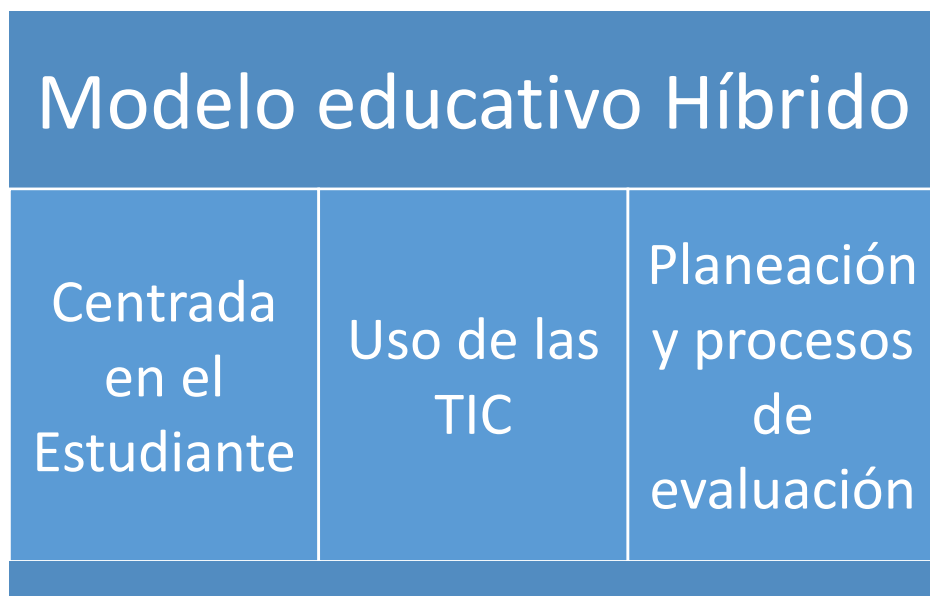 Modelo educativo Híbrido
Centrada
en el
Estudiante
Uso de las
TIC
Planeación
y procesos
de
evaluación